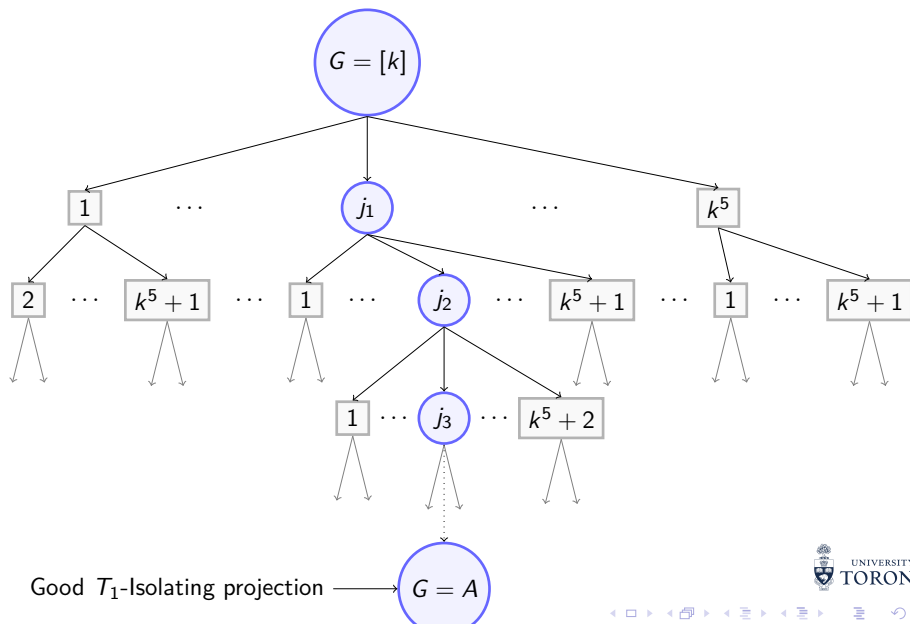 G = [k]
1 ··· j₁ ··· k⁵
2 ··· k⁵ + 1 ··· 1 ··· j₂ ··· k⁵ + 1 ··· 1 ··· k⁵ + 1
1 ··· j₃ ··· k⁵ + 2
Good T₁-Isolating projection
G = A
UNIVERSITY